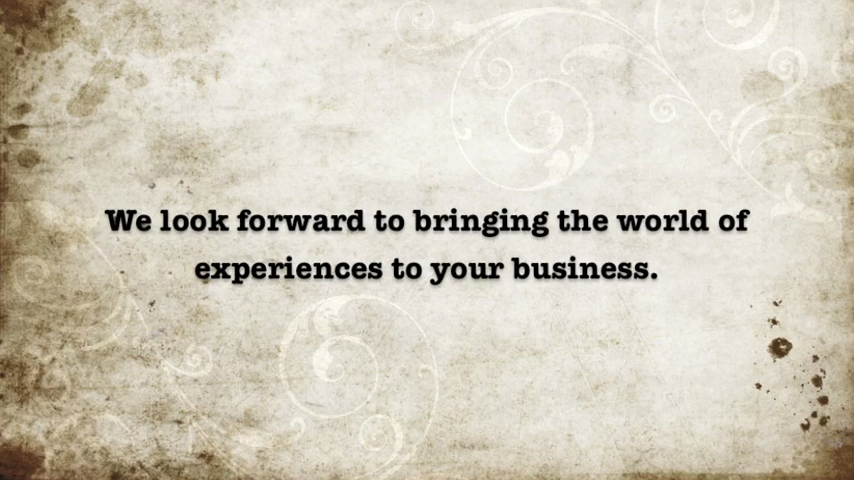 We look forward to bringing the world of
experiences to your business.